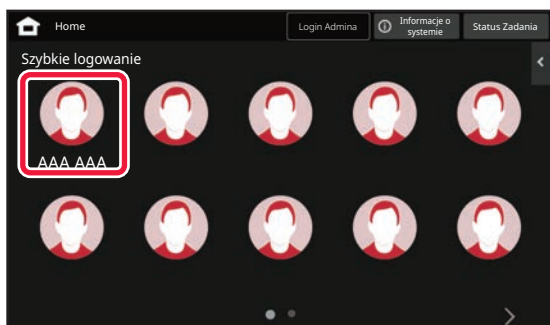 Home
Login Admina
Informacje o
systemie
Status Zadania
Szybkie logowanie
AAA AAA